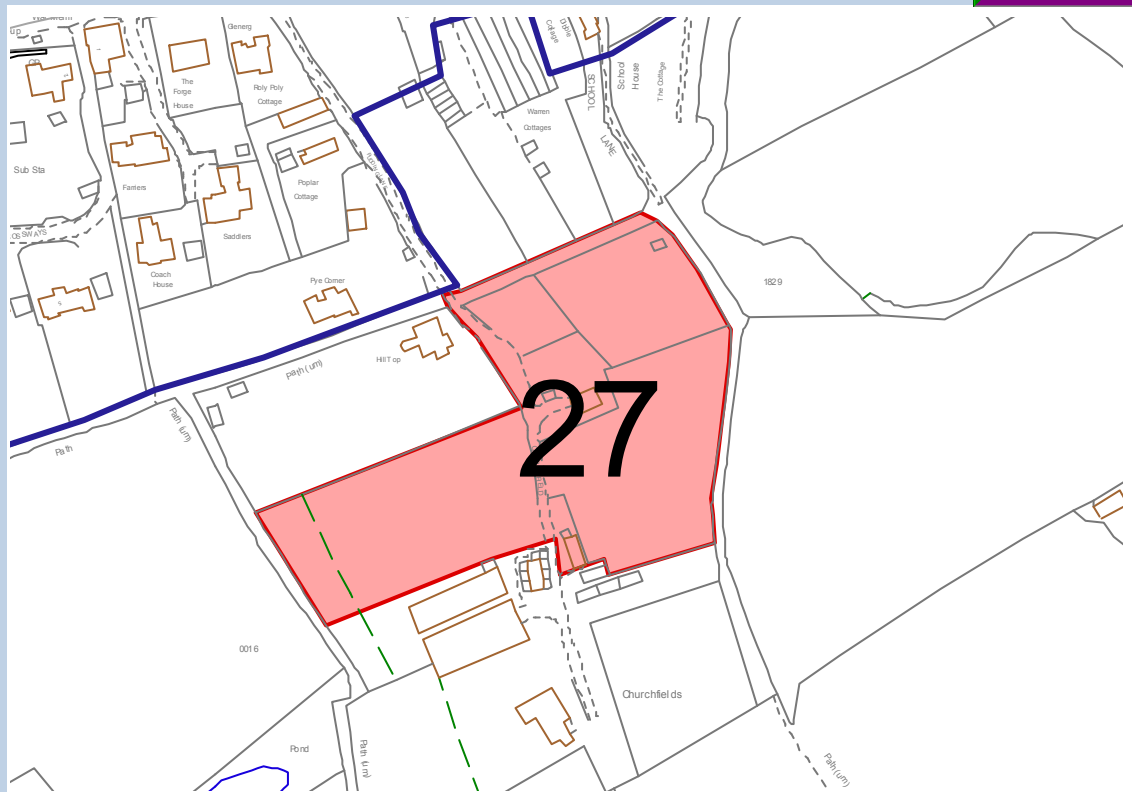 Glenerg
The
Forge
House
Roly Poly
Cottage
Cottage
SCHOOL
LANE
School
House
The Cottage
Warren
Cottages
Sub Sta
Farriers
Poplar
Cottage
Saddlers
OSSWAYS
Coach
House
Pye Corner
1829
Hill Top
Path (um)
Path (um)
Path
27
0016
Churchfields
Pond
Path (um)
Path (um)